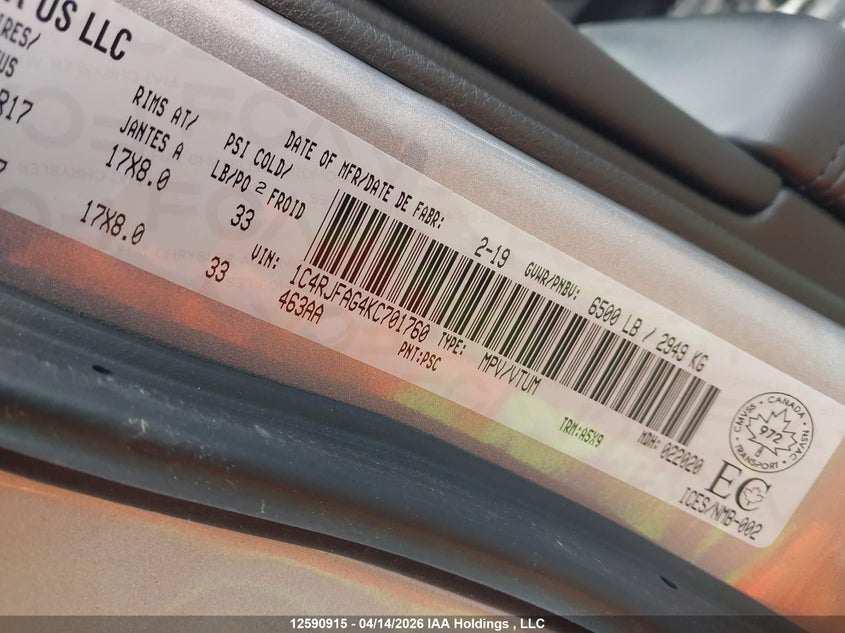 US LLC
RIMS AT/
JANTES A
17X8.0
17X8.0
PSI COLD/
LB/PO 2 FROID
33
33
DATE OF MFR/DATE DE FABR: 2-19 GVWR/PNBV: 6500 LB / 2949 KG
VIN: 1C4RJFAG4KC701760 TYPE: MPV/VTUM
463AA
PNT:PSC
TRM:A5X9
MDH: 022020
CANADA
CMVSS
NSVAC
972
TRANSPORT
EC
ICES/NMB-002
12590915 - 04/14/2026 IAA Holdings , LLC